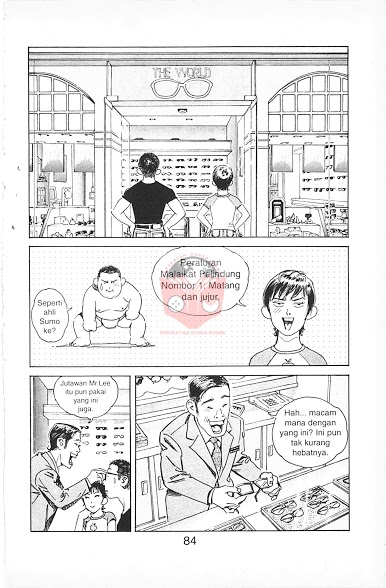 THE WORLD
Peraturan
Malaikat Pelindung
Nombor 1: Matang
dan jujur.
Seperti
ahli
Sumo
ke?
Jutawan Mr.Lee
itu pun pakai
yang ini
juga.
Hah... macam
mana dengan
yang ini? Ini pun
tak kurang
hebatnya.
84